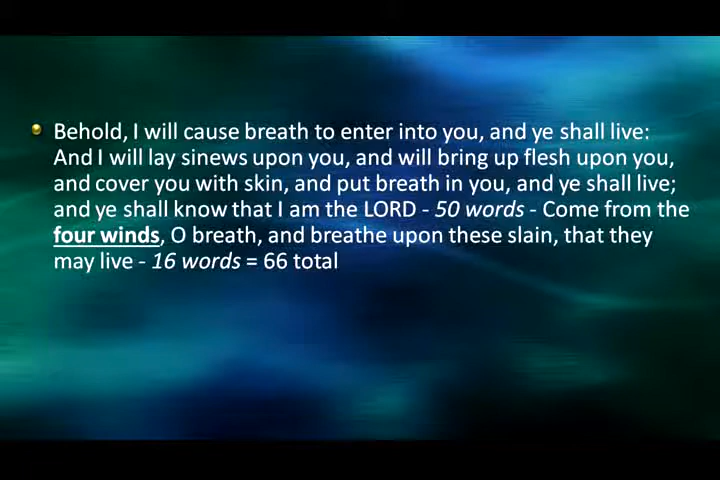 Behold, I will cause breath to enter into you, and ye shall live:
And I will lay sinews upon you, and will bring up flesh upon you,
and cover you with skin, and put breath in you, and ye shall live;
and ye shall know that I am the LORD - 50 words - Come from the
four winds, O breath, and breathe upon these slain, that they
may live - 16 words = 66 total